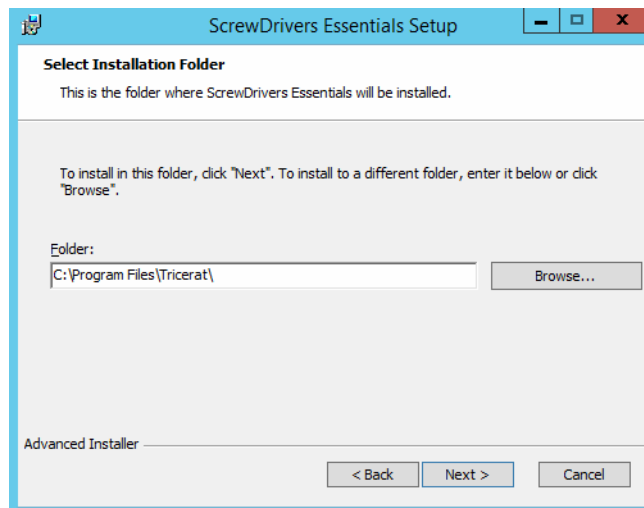 ScrewDrivers Essentials Setup
Select Installation Folder
This is the folder where ScrewDrivers Essentials will be installed.
To install in this folder, click "Next". To install to a different folder, enter it below or click
"Browse".
Folder:
C:\Program Files\Tricerat\
Browse...
Advanced Installer
< Back
Next >
Cancel